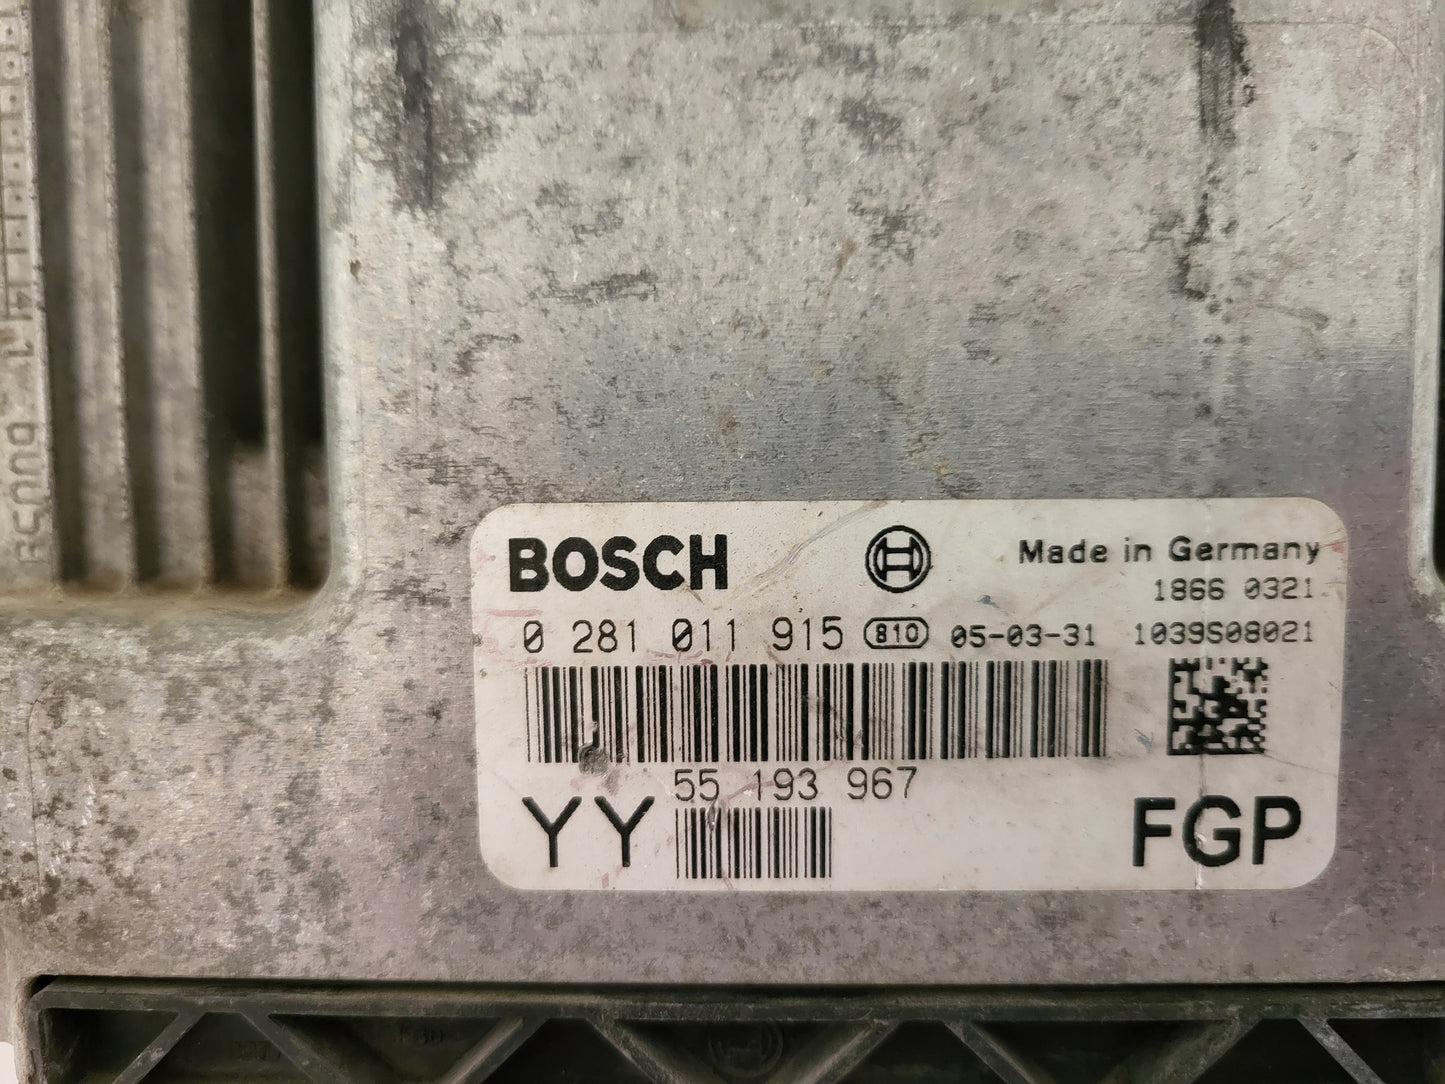 BOSCH
Made in Germany
1866 0321
0 281 011 915 810 05-03-31 1039S08021
55 193 967
YY
FGP